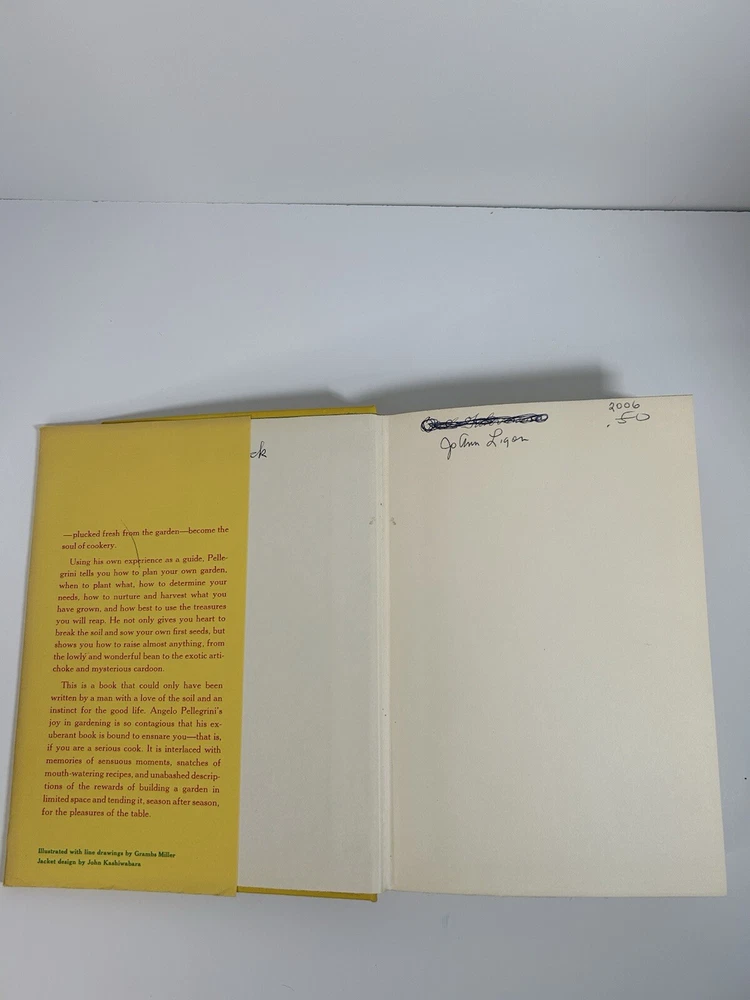 —plucked fresh from the garden—become the
soul of cookery.
Using his own experience as a guide, Pelle-
grini tells you how to plan your own garden,
when to plant what, how to determine your
needs, how to nurture and harvest what you
have grown, and how best to use the treasures
you will reap. He not only gives you heart to
break the soil and sow your own first seeds, but
shows you how to raise almost anything, from
the lowly and wonderful bean to the exotic arti-
choke and mysterious cardoon.
This is a book that could only have been
written by a man with a love of the soil and an
instinct for the good life. Angelo Pellegrini's
joy in gardening is so contagious that his ex-
uberant book is bound to ensnare you—that is,
if you are a serious cook. It is interlaced with
memories of sensuous moments, snatches of
mouth-watering recipes, and unabashed descrip-
tions of the rewards of building a garden in
limited space and tending it, season after season,
for the pleasures of the table.
Illustrated with line drawings by Grambs Miller
Jacket design by John Kashiwabara
ck
JoAnn Ligon
2006
.50